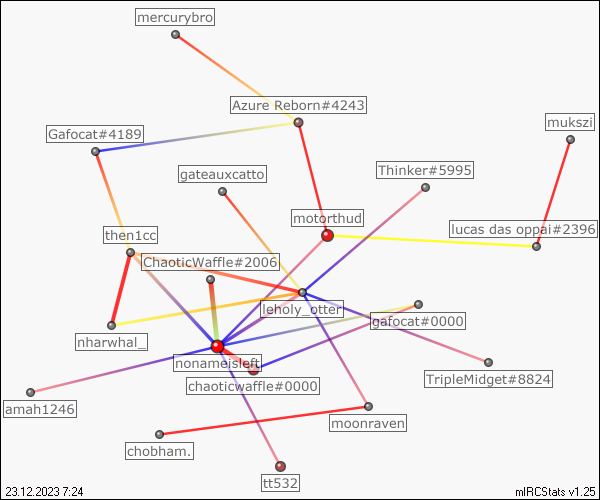 mercurybro
Azure Reborn#4243
mukszi
Gafocat#4189
Thinker#5995
gateauxcatto
motorthud
lucas das oppai#2396
then1cc
ChaoticWaffle#2006
leholy_otter
gafocat#0000
nharwhal_
nonameisleft
TripleMidget#8824
chaoticwaffle#0000
amah1246
moonraven
chobham.
tt532
23.12.2023 7:24
mIRCStats v1.25